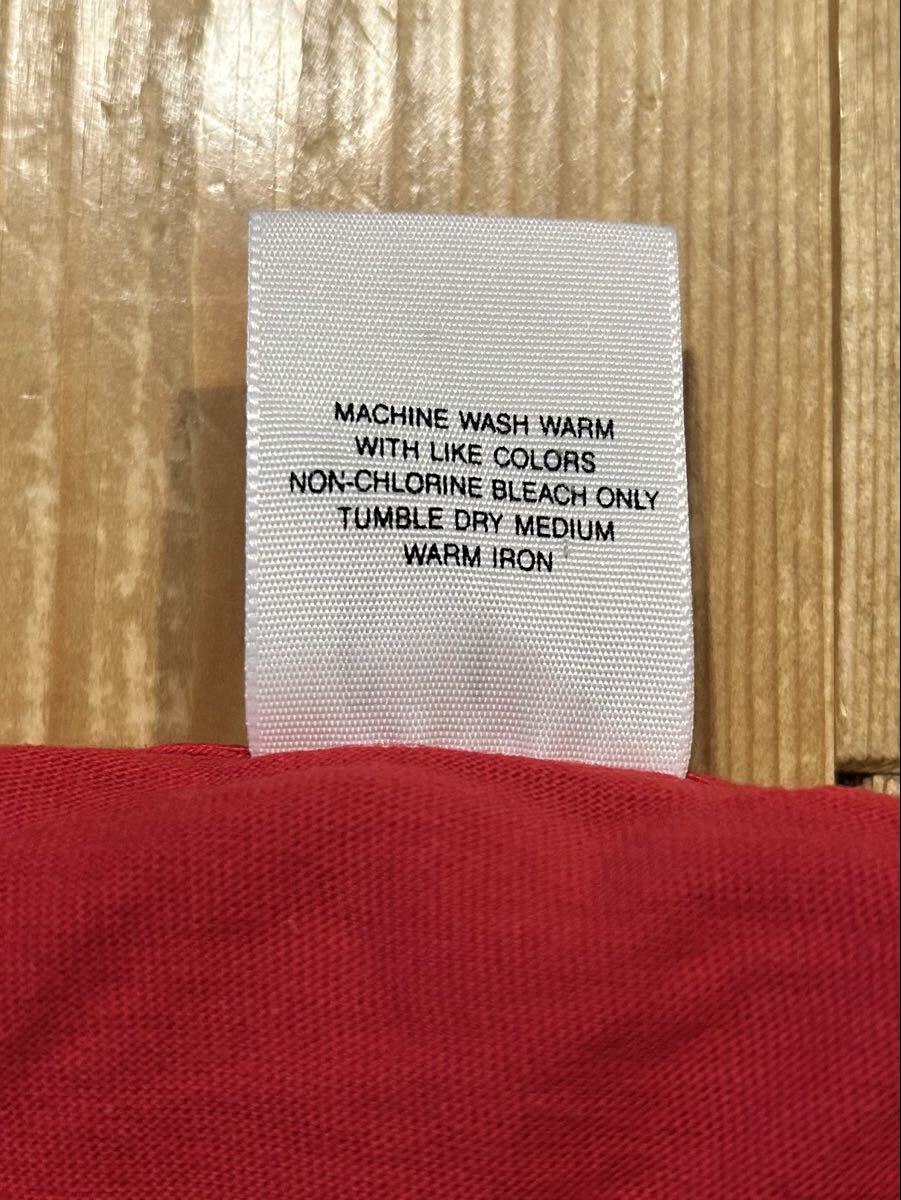 MACHINE WASH WARM
WITH LIKE COLORS
NON-CHLORINE BLEACH ONLY
TUMBLE DRY MEDIUM
WARM IRON